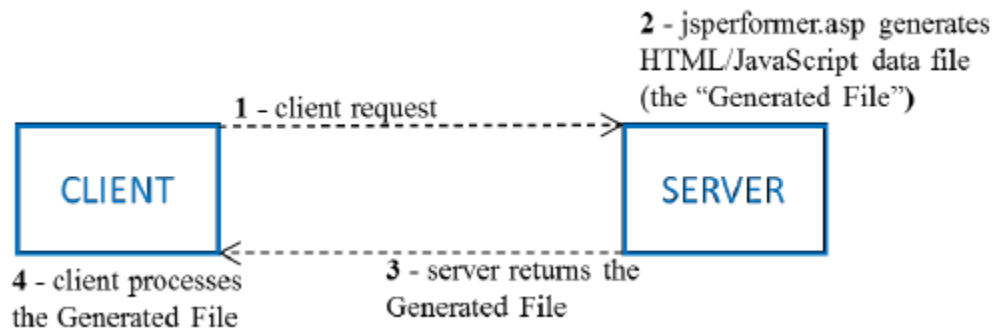 2 - jsperformer.asp generates
HTML/JavaScript data file
(the “Generated File”)
1 - client request
CLIENT
SERVER
3 - server returns the
Generated File
4 - client processes
the Generated File